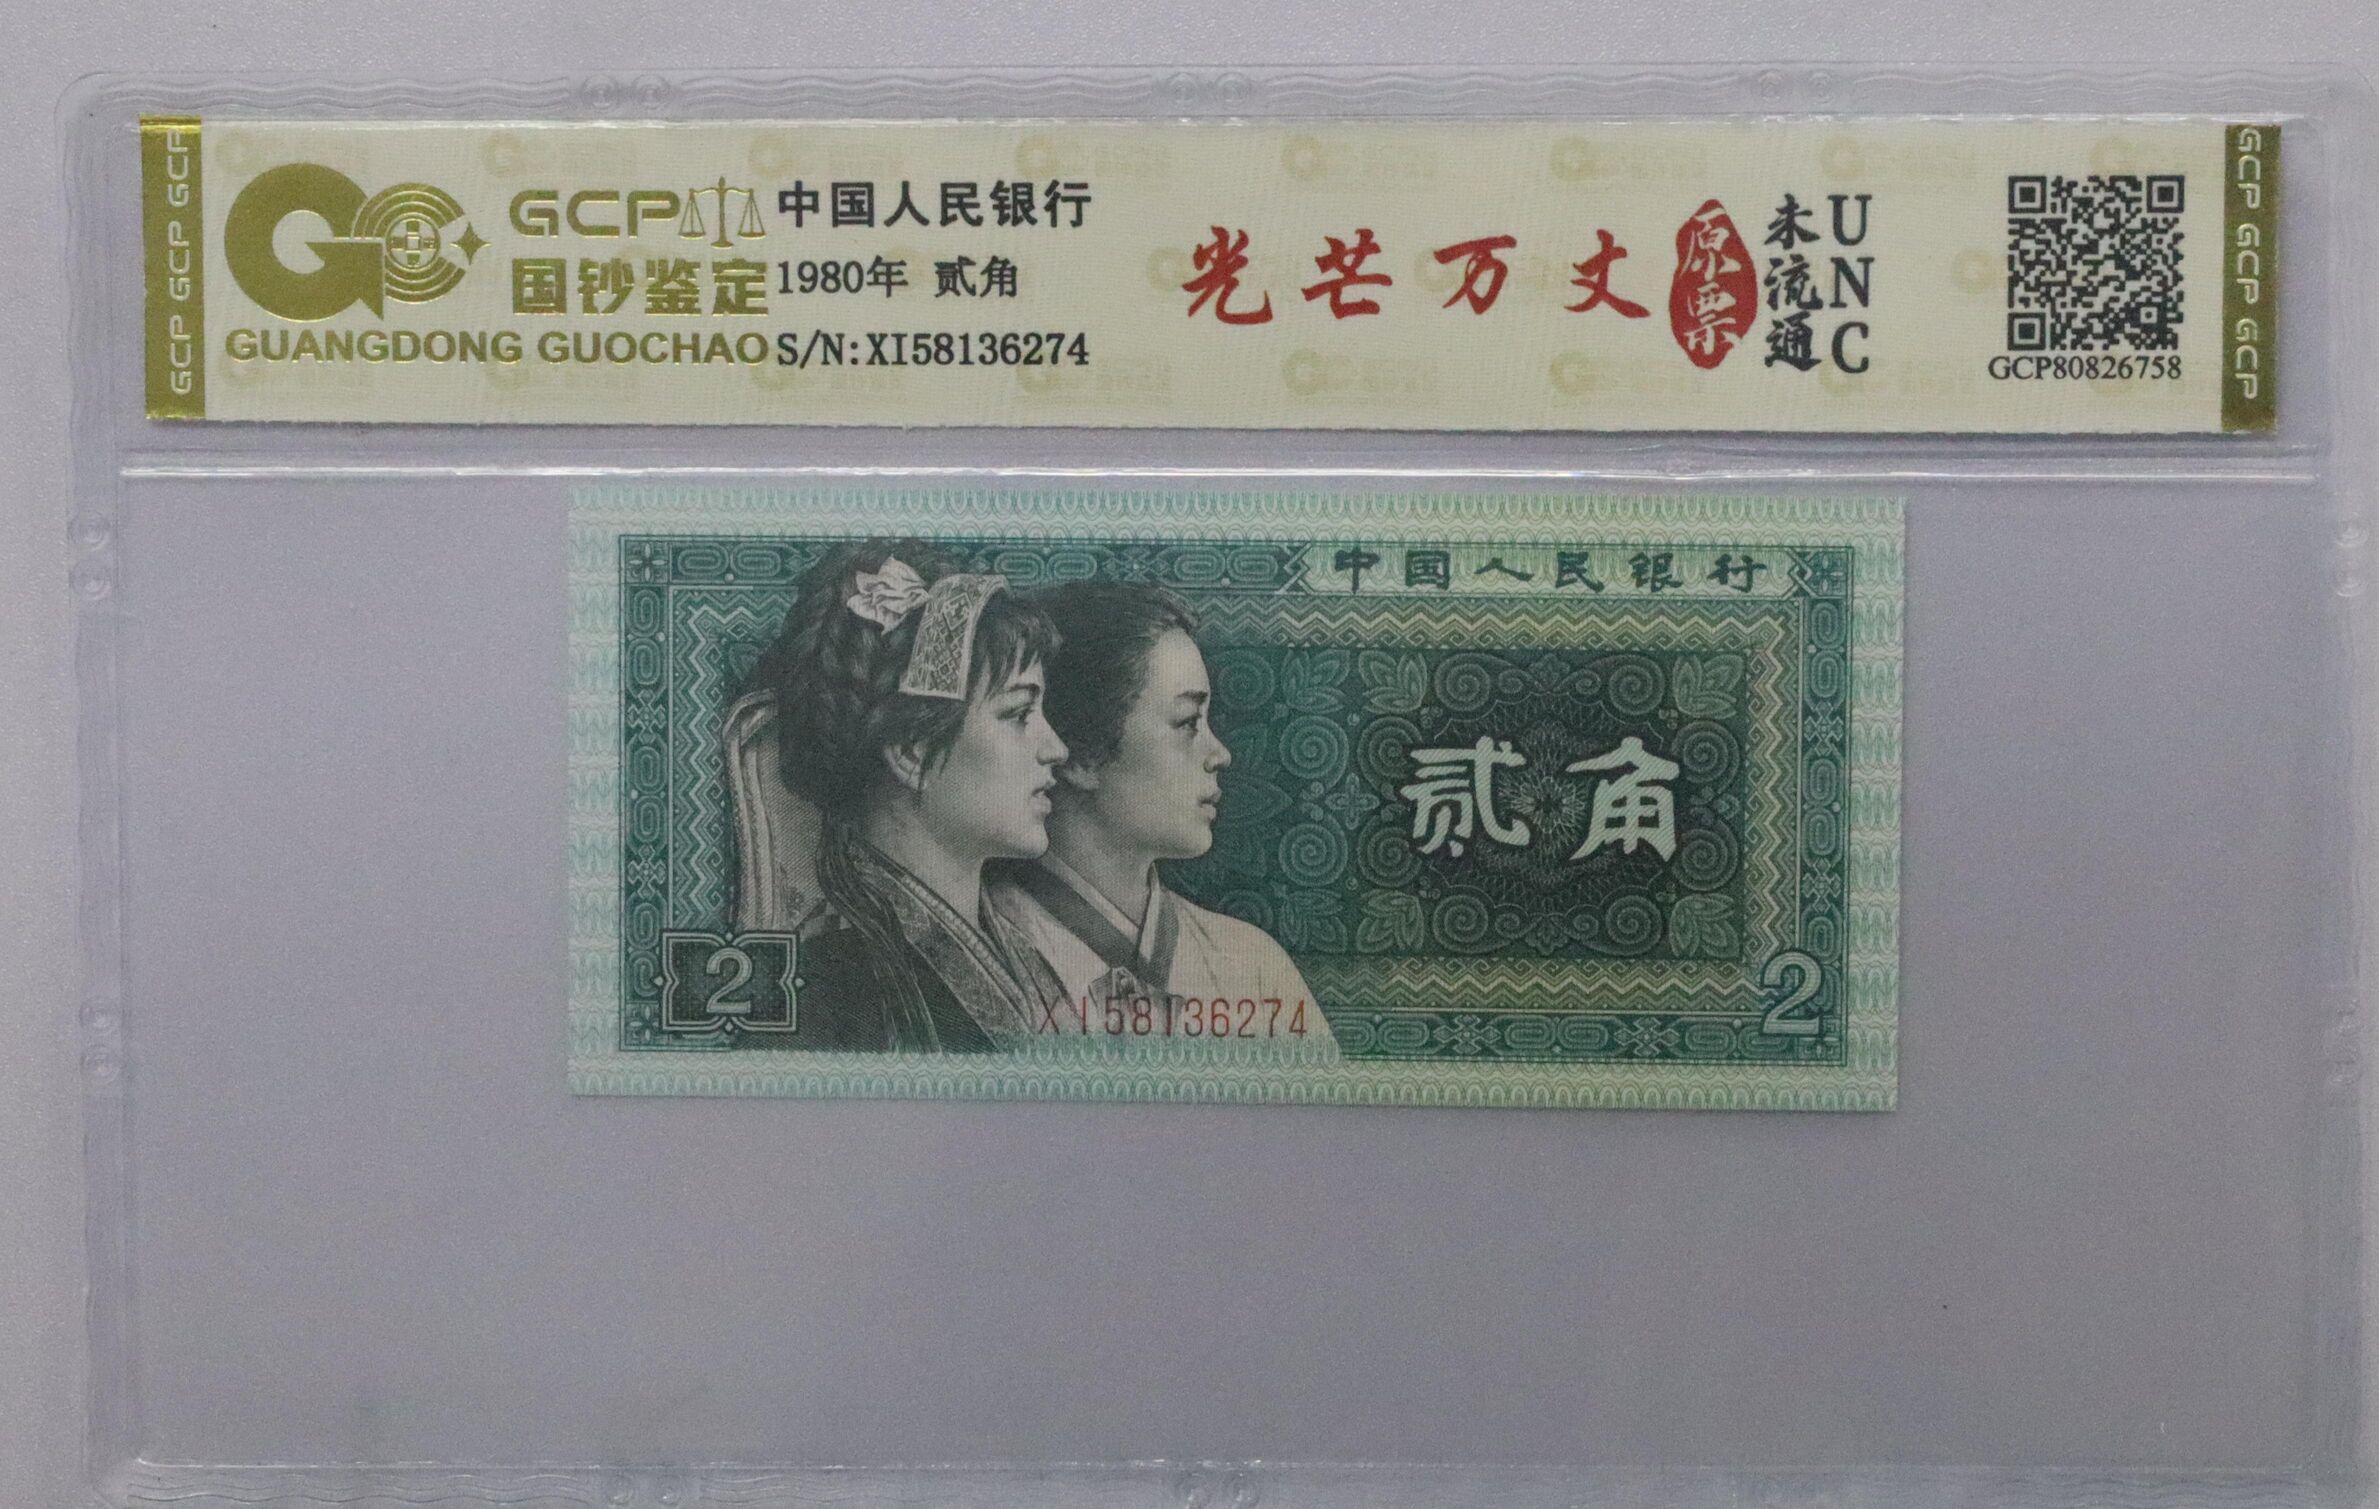 GCP GCP GCP
GCP
国钞鉴定
GUANGDONG GUOCHAO
中国人民银行
1980年 贰角
S/N:XI58136274
光芒万丈
原票
未流通
UNC
GCP80826758
GCP GCP GCP
中国人民银行
贰角
2
XI58136274
2